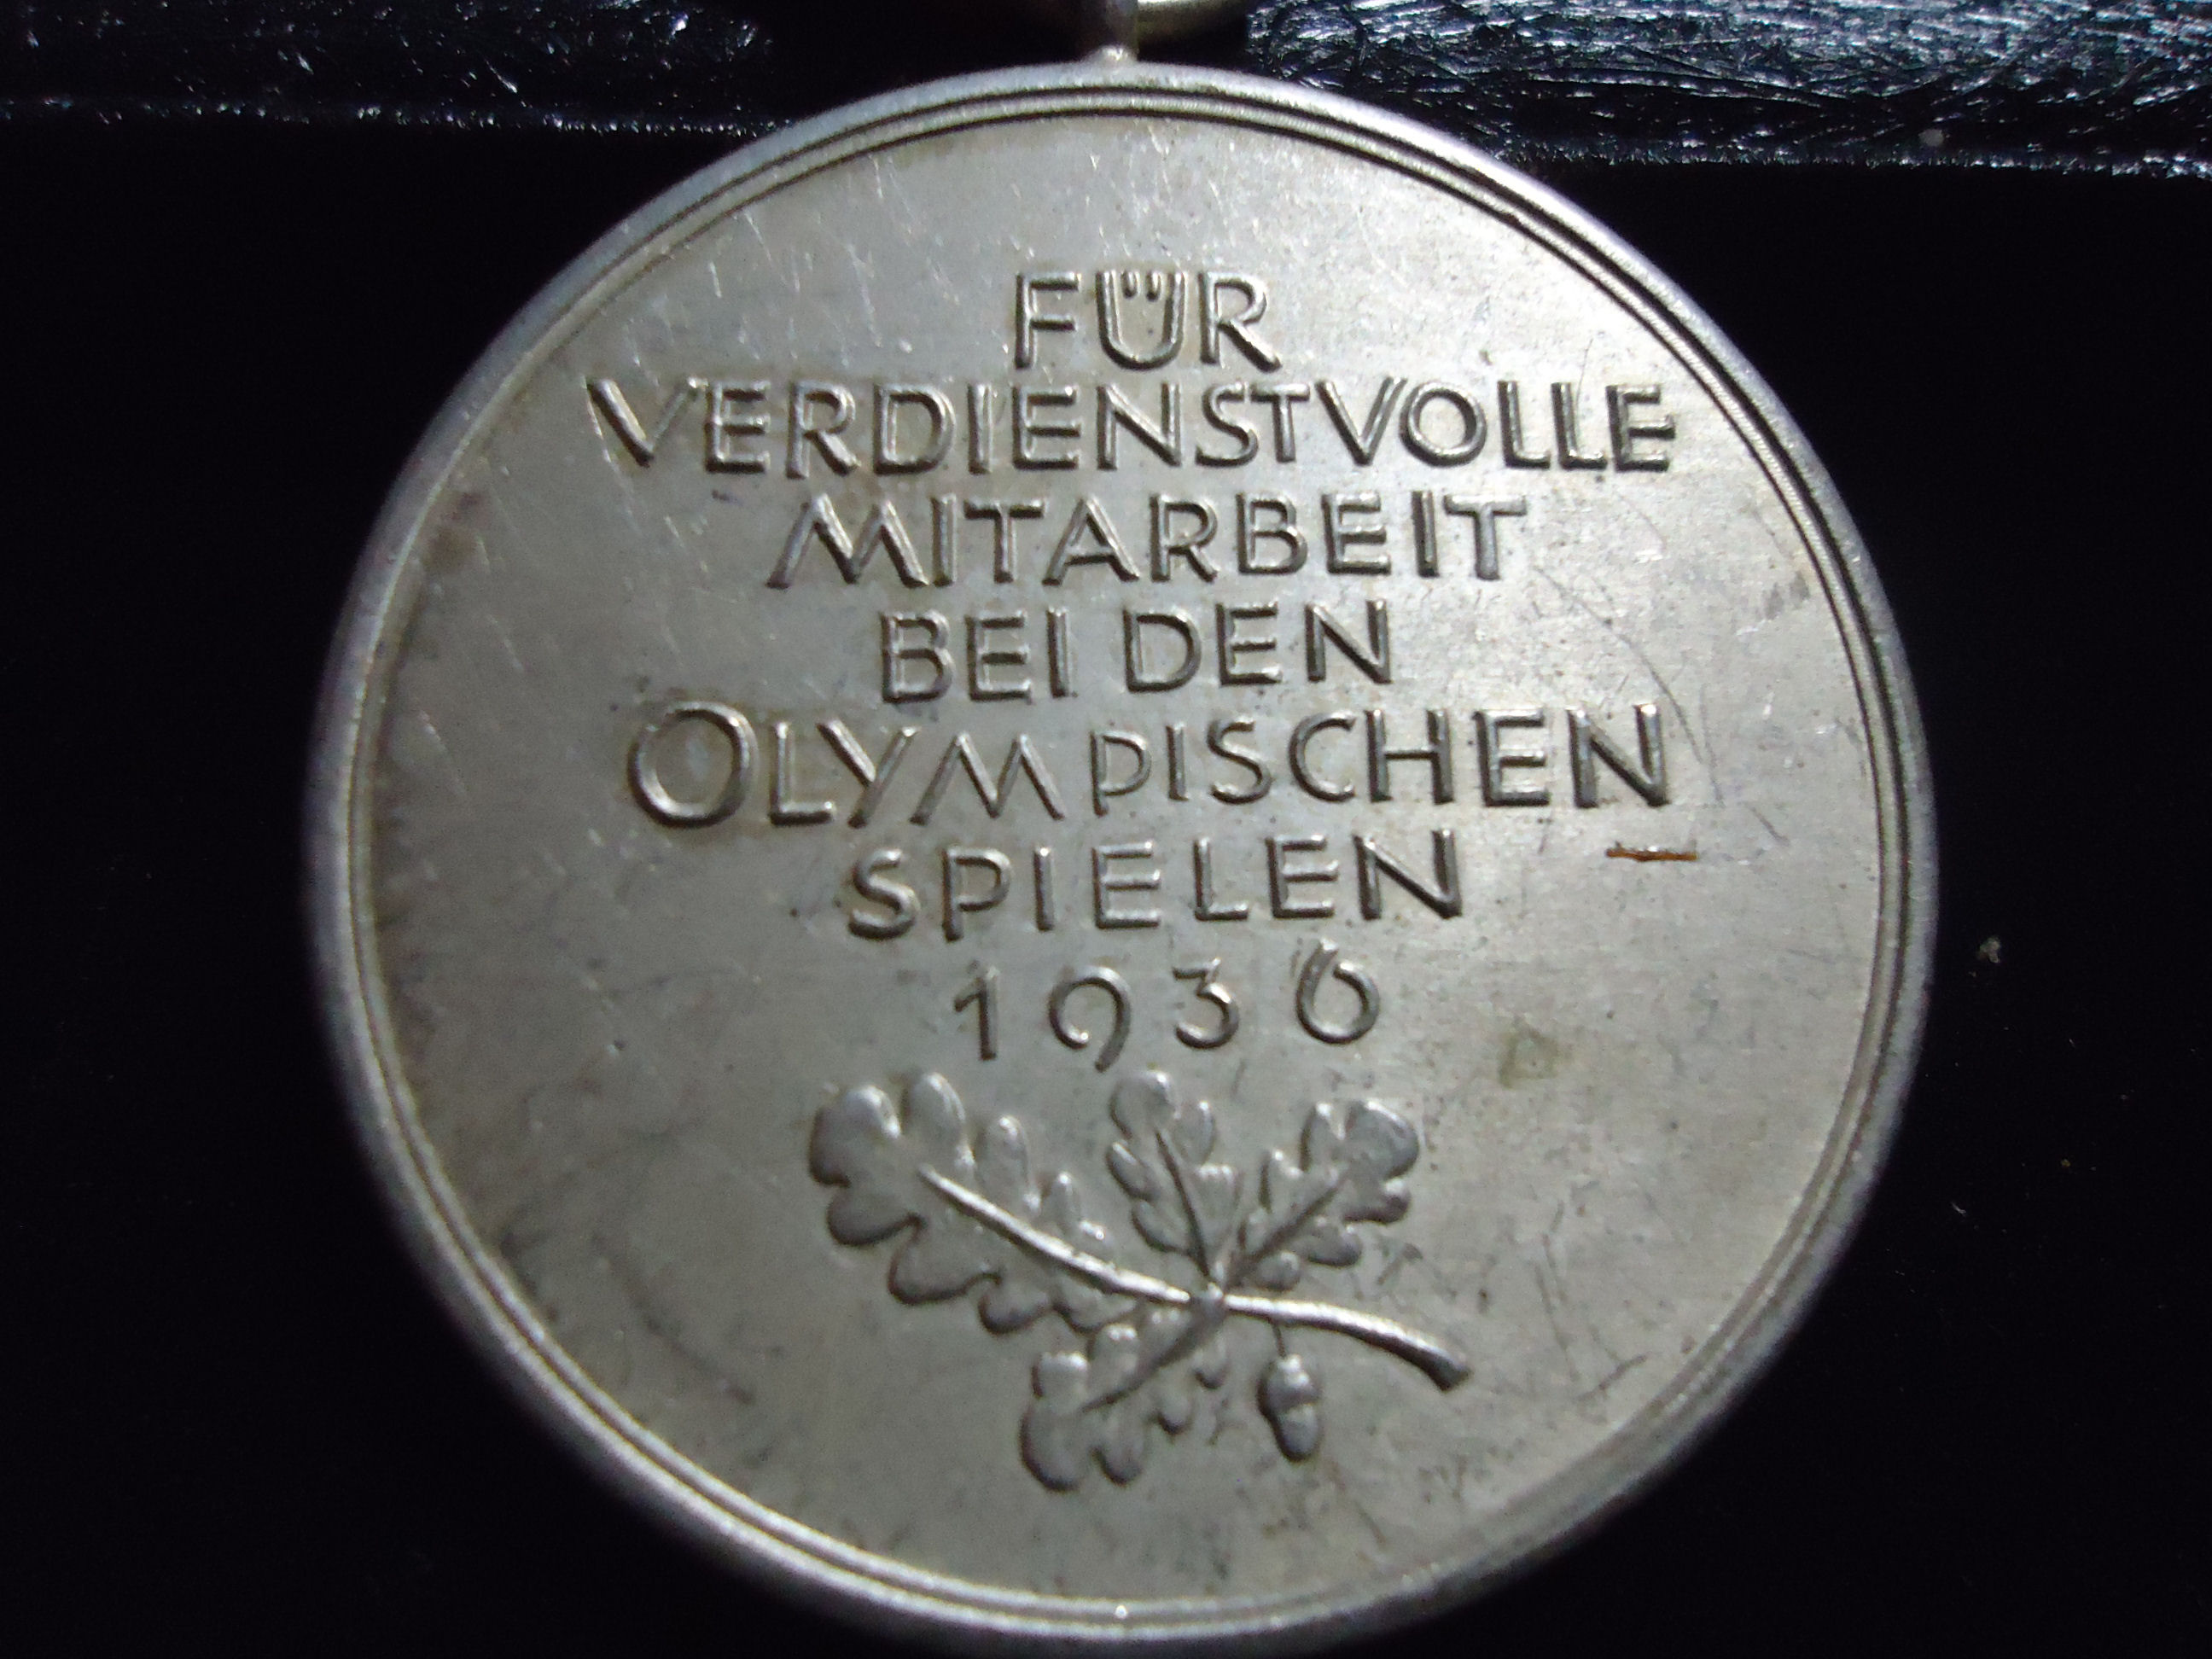 FÜR
VERDIENSTVOLLE
MITARBEIT
BEI DEN
OLYMPISCHEN
SPIELEN
1936